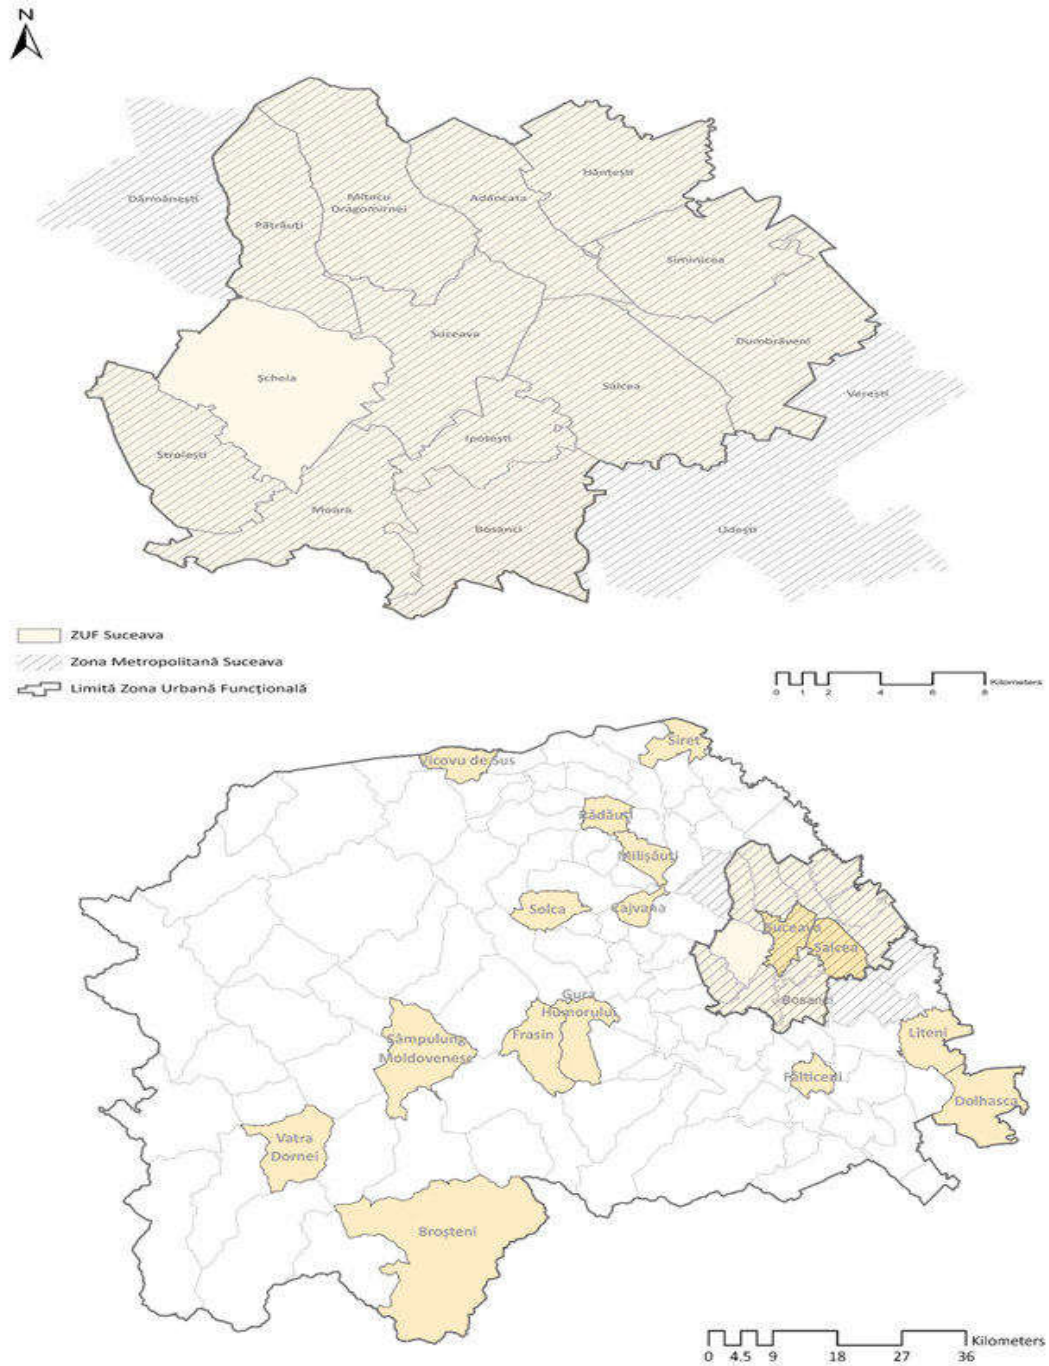 N
Dărmănești
Pătrăuți
Mitocu
Dragomirnei
Adâncata
Hănțești
Siminicea
Suceava
Dumbrăveni
Șcheia
Salcea
Verești
Ipotești
Stroiești
Moara
Bosanci
Udești
ZUF Suceava
Zona Metropolitană Suceava
Limită Zona Urbană Funcțională
Kilometers
0 1 2 4 6 8
Siret
Vicovu de Sus
Rădăuți
Milișăuți
Solca
Cajvana
Suceava
Salcea
Bosanci
Gura
Humorului
Frasin
Câmpulung
Moldovenesc
Liteni
Fălticeni
Dolhasca
Vatra
Dornei
Broșteni
Kilometers
0 4.5 9 18 27 36